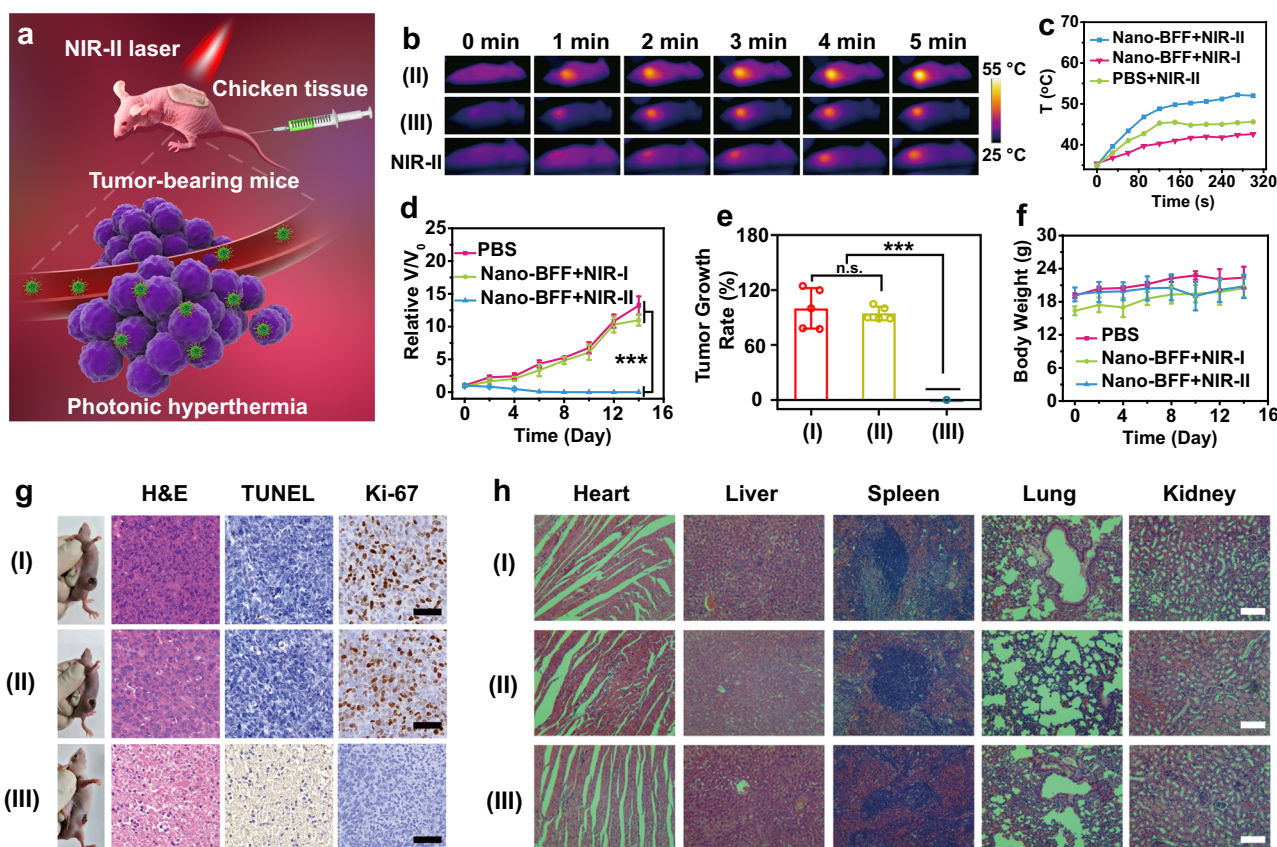 a
NIR-II laser
Chicken tissue
Tumor-bearing mice
Photonic hyperthermia
b
0 min 1 min 2 min 3 min 4 min 5 min
(II)
(III)
NIR-II
55 °C
25 °C
c
T (°C)
70
60
50
40
0 80 160 240 320
Time (s)
Nano-BFF+NIR-II
Nano-BFF+NIR-I
PBS+NIR-II
d
Relative V/V0
25
20
15
10
5
0
0 4 8 12 16
Time (Day)
PBS
Nano-BFF+NIR-I
Nano-BFF+NIR-II
***
e
Tumor Growth
Rate (%)
180
120
60
0
n.s.
***
(I) (II) (III)
f
Body Weight (g)
30
24
18
12
6
0
0 2 4 6 8 10 12 14 16
Time (Day)
PBS
Nano-BFF+NIR-I
Nano-BFF+NIR-II
g
H&E TUNEL Ki-67
(I)
(II)
(III)
h
Heart Liver Spleen Lung Kidney
(I)
(II)
(III)